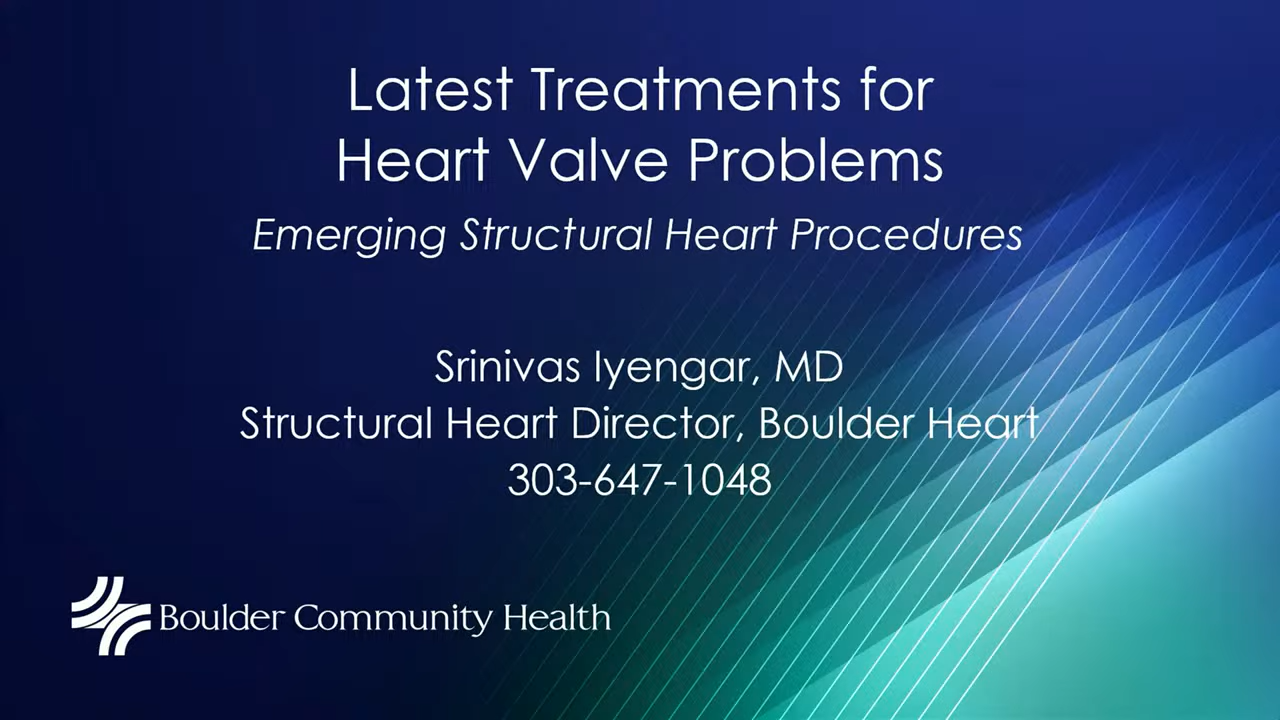 Latest Treatments for
Heart Valve Problems
Emerging Structural Heart Procedures
Srinivas Iyengar, MD
Structural Heart Director, Boulder Heart
303-647-1048
Boulder Community Health